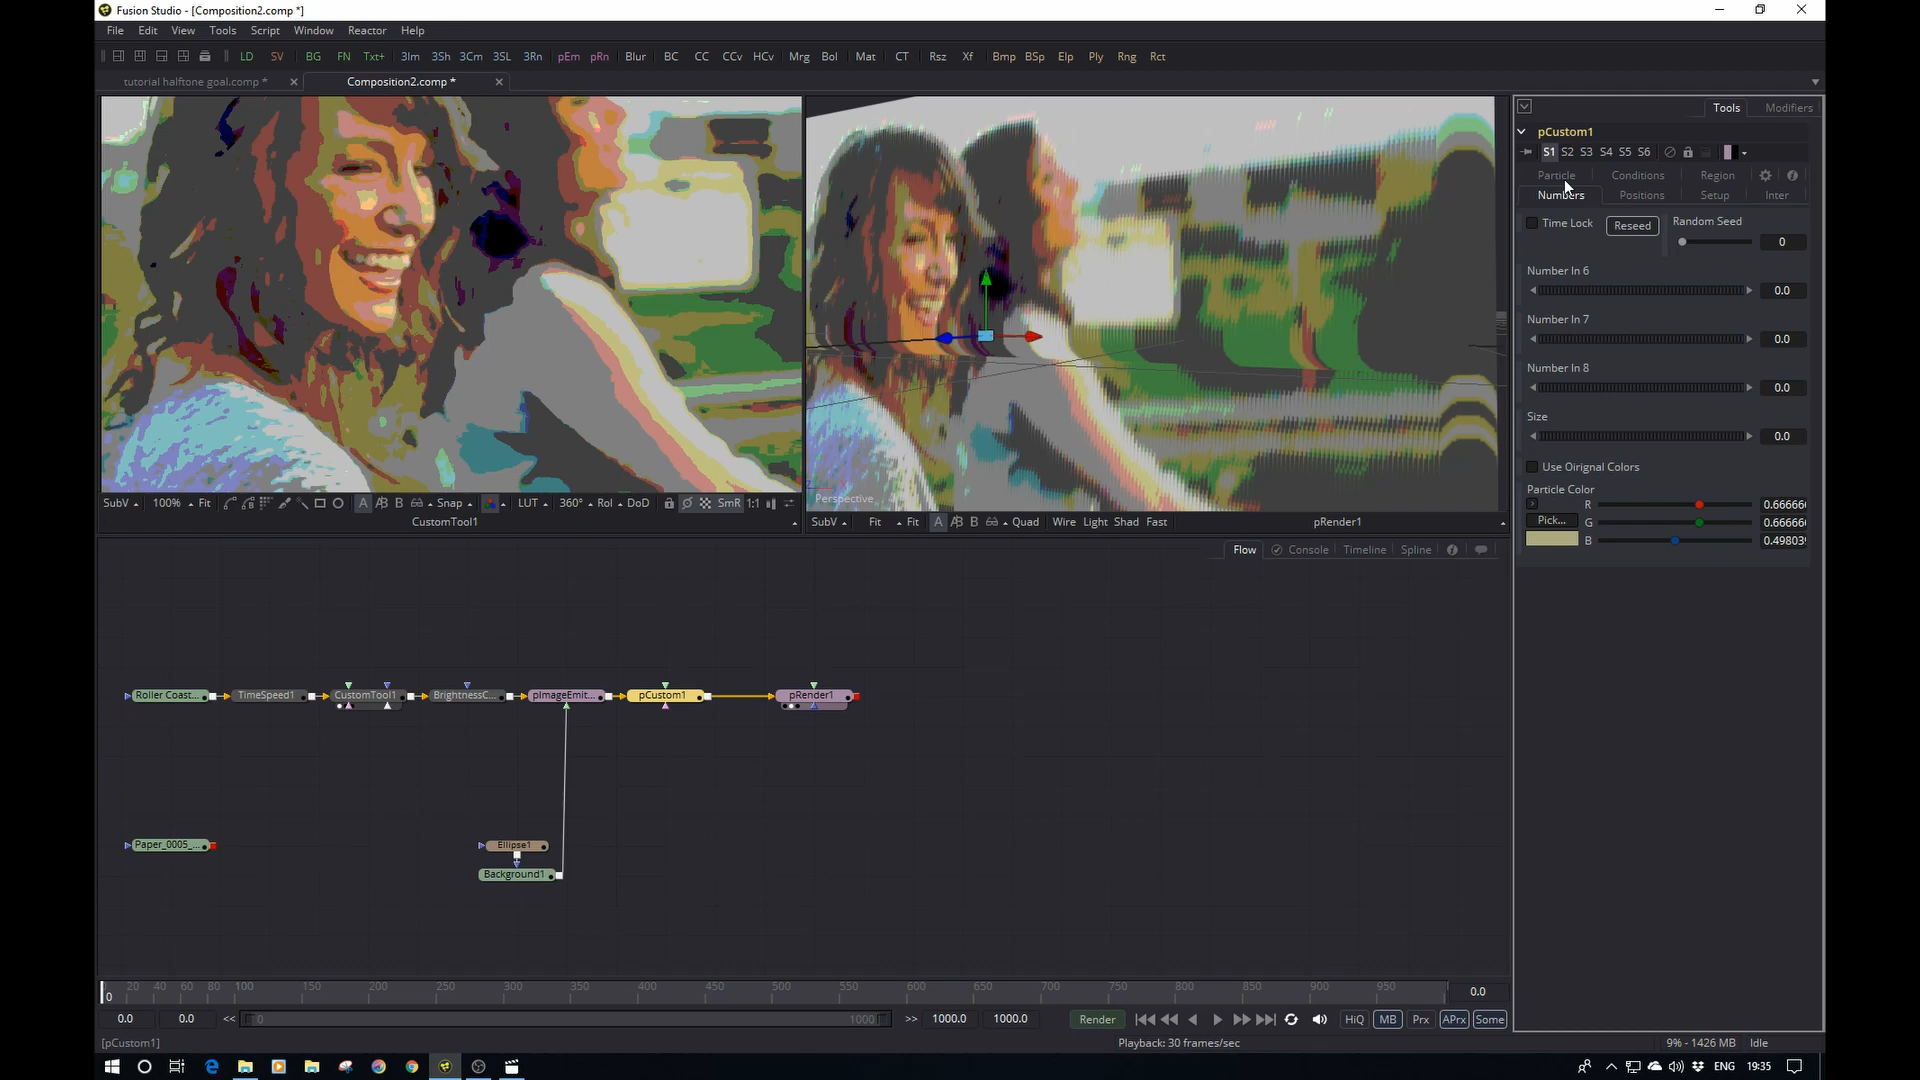 Fusion Studio - [Composition2.comp *]
File Edit View Tools Script Window Reactor Help
LD SV BG FN Txt+ 3Im 3Sh 3Cm 3SL 3Rn pEm pRn Blur BC CC CCv HCv Mrg Bol Mat CT Rsz Xf Bmp BSp Elp Ply Rng Rct
tutorial halftone goal.comp * Composition2.comp *
Tools Modifiers
pCustom1
S1 S2 S3 S4 S5 S6
Particle Conditions Region
Numbers Positions Setup Inter
Time Lock Reseed Random Seed
0
Number In 6
0.0
Number In 7
0.0
Number In 8
0.0
Size
0.0
Use Oirignal Colors
Particle Color
R 0.666666
Pick... G 0.666666
B 0.498039
Perspective
SubV 100% Fit A B Snap LUT 360° RoI DoD SmR 1:1
CustomTool1
SubV Fit Fit A B Quad Wire Light Shad Fast pRender1
Flow Console Timeline Spline
Roller Coast... TimeSpeed1 CustomTool1 BrightnessC... pImageEmit... pCustom1 pRender1
Paper_0005_... Ellipse1
Background1
0 20 40 60 80 100 150 200 250 300 350 400 450 500 550 600 650 700 750 800 850 900 950 0.0
0.0 0.0 << 0 1000 >> 1000.0 1000.0 Render HiQ MB Prx APrx Some
[pCustom1] Playback: 30 frames/sec 9% - 1426 MB Idle
ENG 19:35